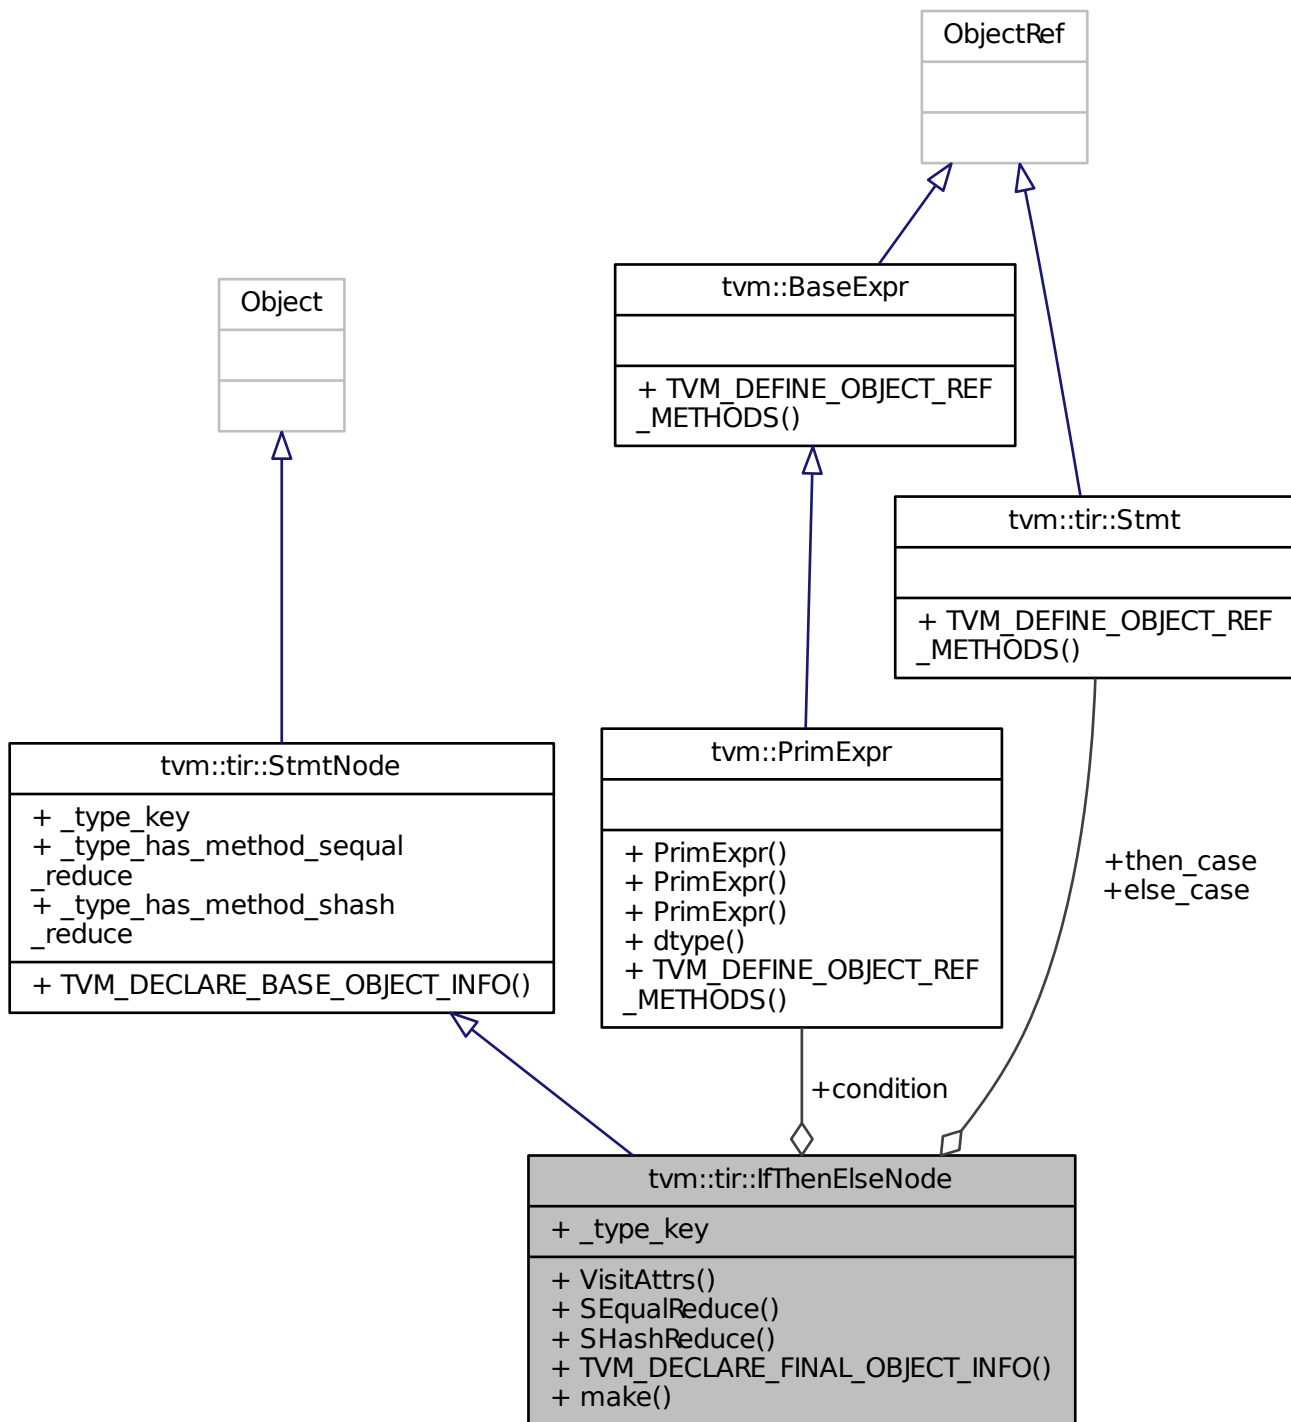 ObjectRef
Object
tvm::BaseExpr
+ TVM_DEFINE_OBJECT_REF
_METHODS()
tvm::tir::Stmt
+ TVM_DEFINE_OBJECT_REF
_METHODS()
tvm::tir::StmtNode
+ _type_key
+ _type_has_method_sequal
_reduce
+ _type_has_method_shash
_reduce
+ TVM_DECLARE_BASE_OBJECT_INFO()
tvm::PrimExpr
+ PrimExpr()
+ PrimExpr()
+ PrimExpr()
+ dtype()
+ TVM_DEFINE_OBJECT_REF
_METHODS()
+then_case
+else_case
+condition
tvm::tir::IfThenElseNode
+ _type_key
+ VisitAttrs()
+ SEqualReduce()
+ SHashReduce()
+ TVM_DECLARE_FINAL_OBJECT_INFO()
+ make()